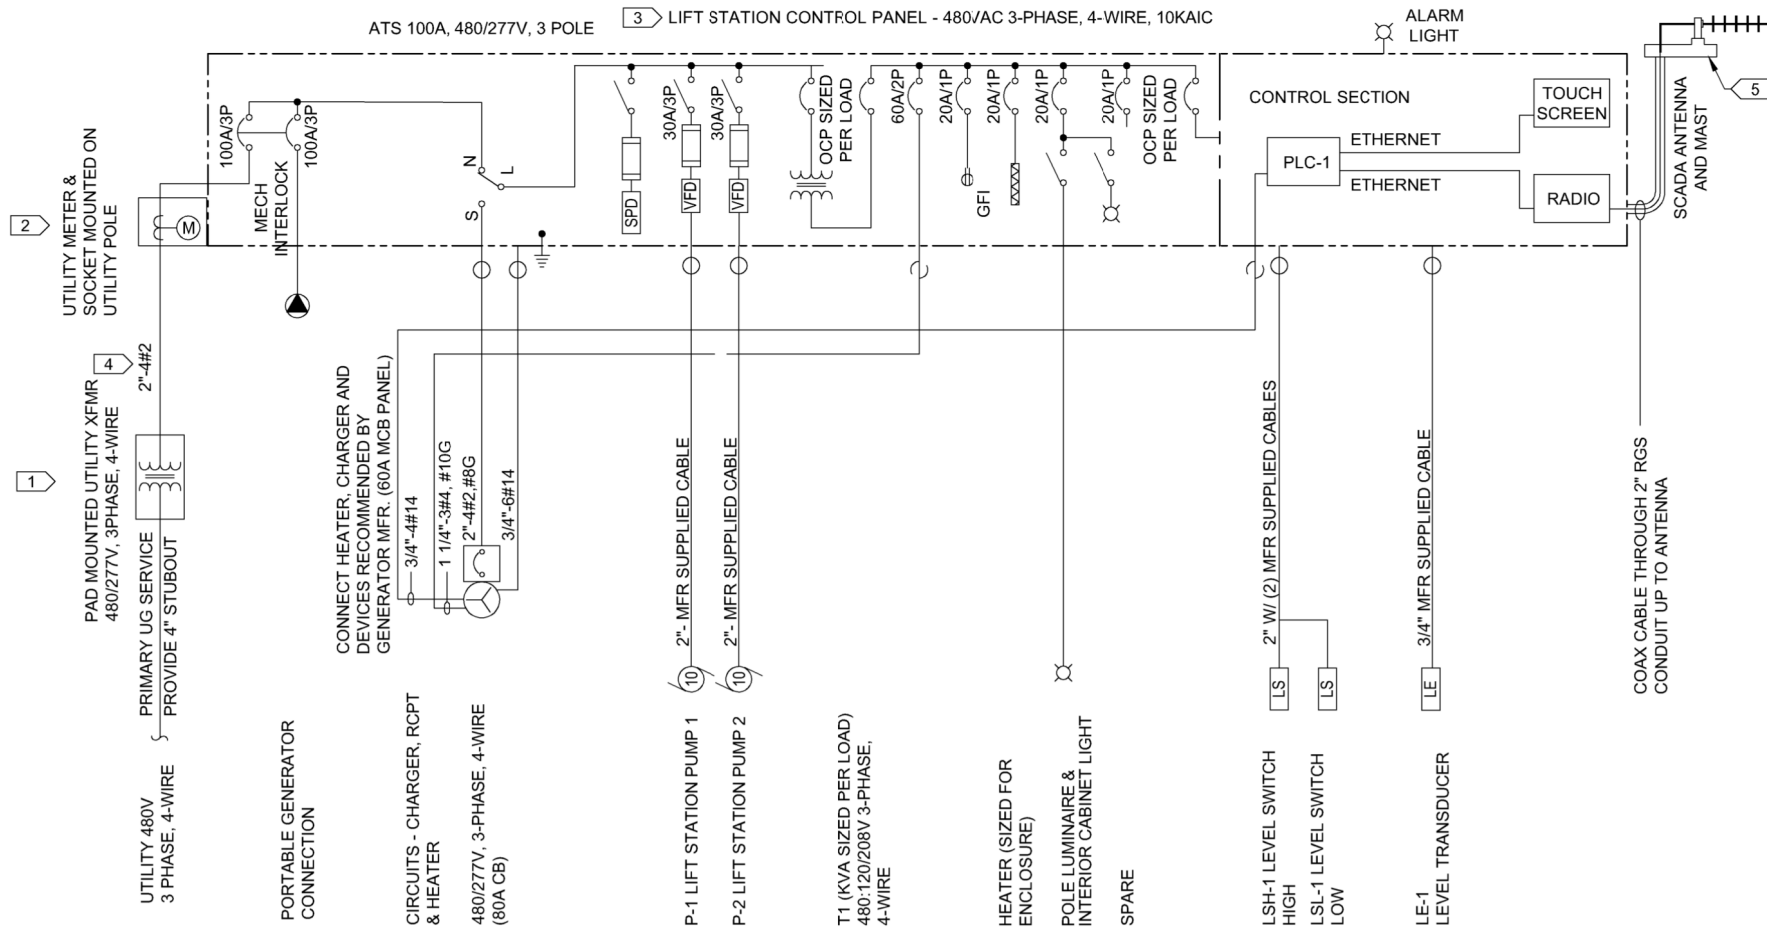 ATS 100A, 480/277V, 3 POLE
3
LIFT STATION CONTROL PANEL - 480VAC 3-PHASE, 4-WIRE, 10KAIC
ALARM
LIGHT
5
SCADA ANTENNA
AND MAST
2
UTILITY METER &
SOCKET MOUNTED ON
UTILITY POLE
M
100A/3P
100A/3P
MECH
INTERLOCK
N
L
S
SPD
30A/3P
VFD
30A/3P
VFD
OCP SIZED
PER LOAD
60A/2P
20A/1P
GFI
20A/1P
20A/1P
20A/1P
OCP SIZED
PER LOAD
CONTROL SECTION
PLC-1
ETHERNET
ETHERNET
TOUCH
SCREEN
RADIO
4
2"-4#2
1
PAD MOUNTED UTILITY XFMR
480/277V, 3PHASE, 4-WIRE
PRIMARY UG SERVICE
PROVIDE 4" STUBOUT
CONNECT HEATER, CHARGER AND
DEVICES RECOMMENDED BY
GENERATOR MFR. (60A MCB PANEL)
3/4"-4#14
1 1/4"-3#4, #10G
2"-4#2,#8G
3/4"-6#14
2"- MFR SUPPLIED CABLE
2"- MFR SUPPLIED CABLE
10
10
2" W/ (2) MFR SUPPLIED CABLES
LS
LS
3/4" MFR SUPPLIED CABLE
LE
COAX CABLE THROUGH 2" RGS
CONDUIT UP TO ANTENNA
UTILITY 480V
3 PHASE, 4-WIRE
PORTABLE GENERATOR
CONNECTION
CIRCUITS - CHARGER, RCPT
& HEATER
480/277V, 3-PHASE, 4-WIRE
(80A CB)
P-1 LIFT STATION PUMP 1
P-2 LIFT STATION PUMP 2
T1 (KVA SIZED PER LOAD)
480:120/208V 3-PHASE,
4-WIRE
HEATER (SIZED FOR
ENCLOSURE)
POLE LUMINAIRE &
INTERIOR CABINET LIGHT
SPARE
LSH-1 LEVEL SWITCH
HIGH
LSL-1 LEVEL SWITCH
LOW
LE-1
LEVEL TRANSDUCER